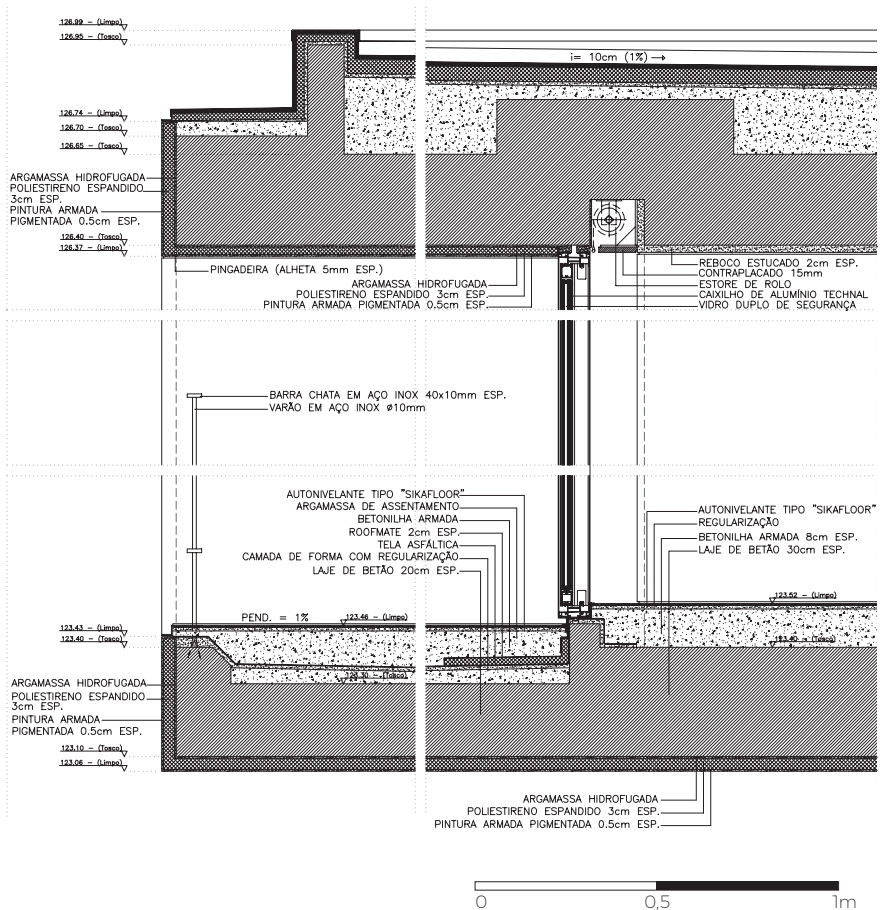 126.99 - (Limpo)
126.95 - (Tosco)
i= 10cm (1%)
126.74 - (Limpo)
126.70 - (Tosco)
126.65 - (Tosco)
ARGAMASSA HIDROFUGADA
POLIESTIRENO ESPANDIDO
3cm ESP.
PINTURA ARMADA
PIGMENTADA 0.5cm ESP.
126.40 - (Tosco)
126.37 - (Limpo)
PINGADEIRA (ALHETA 5mm ESP.)
ARGAMASSA HIDROFUGADA
POLIESTIRENO ESPANDIDO 3cm ESP.
PINTURA ARMADA PIGMENTADA 0.5cm ESP.
REBOCO ESTUCADO 2cm ESP.
CONTRAPLACADO 15mm
ESTORE DE ROLO
CAIXILHO DE ALUMÍNIO TECHNAL
VIDRO DUPLO DE SEGURANÇA
BARRA CHATA EM AÇO INOX 40x10mm ESP.
VARÃO EM AÇO INOX ø10mm
AUTONIVELANTE TIPO "SIKAFLOOR"
ARGAMASSA DE ASSENTAMENTO
BETONILHA ARMADA
ROOFMATE 2cm ESP.
TELA ASFÁLTICA
CAMADA DE FORMA COM REGULARIZAÇÃO
LAJE DE BETÃO 20cm ESP.
AUTONIVELANTE TIPO "SIKAFLOOR"
REGULARIZAÇÃO
BETONILHA ARMADA 8cm ESP.
LAJE DE BETÃO 30cm ESP.
123.52 - (Limpo)
PEND. = 1%
123.46 - (Limpo)
123.43 - (Limpo)
123.40 - (Tosco)
123.40 - (Tosco)
123.30 - (Tosco)
ARGAMASSA HIDROFUGADA
POLIESTIRENO ESPANDIDO
3cm ESP.
PINTURA ARMADA
PIGMENTADA 0.5cm ESP.
123.10 - (Tosco)
123.06 - (Limpo)
ARGAMASSA HIDROFUGADA
POLIESTIRENO ESPANDIDO 3cm ESP.
PINTURA ARMADA PIGMENTADA 0.5cm ESP.
0 0,5 1m